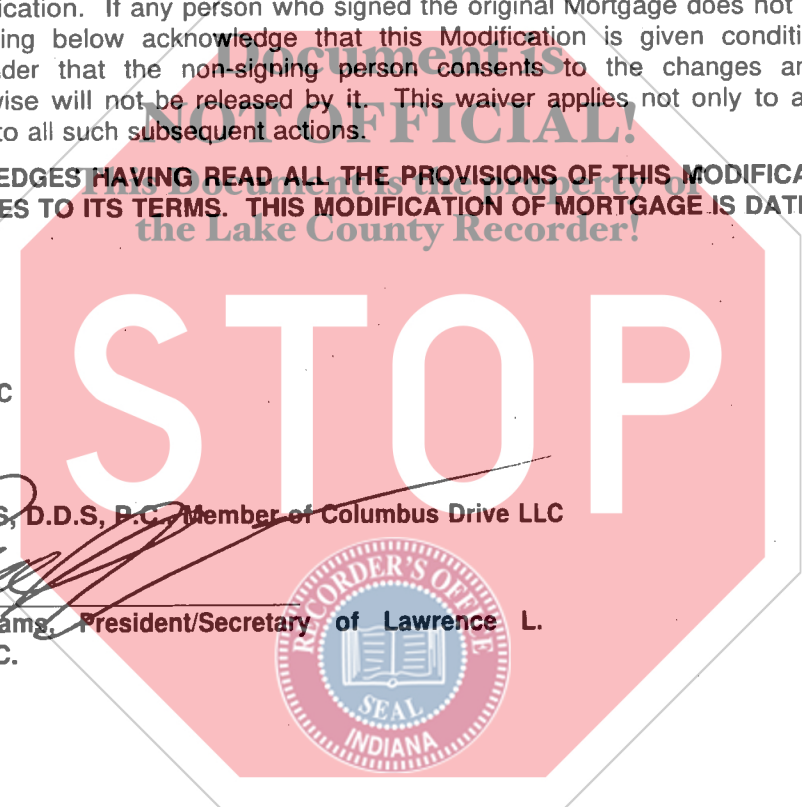 ication. If any person who signed the original Mortgage does not
ing below acknowledge that this Modification is given conditi
Document is
der that the non-signing person consents to the changes an
vise will not be released by it. This waiver applies not only to a
NOT OFFICIAL!
to all such subsequent actions.
EDGES HAVING READ ALL THE PROVISIONS OF THIS MODIFICA
This Document is the property of
ES TO ITS TERMS. THIS MODIFICATION OF MORTGAGE IS DAT
the Lake County Recorder!
STOP
C
S, D.D.S, P.C., Member of Columbus Drive LLC
ams, President/Secretary of Lawrence L.
C.
RECORDER'S OFFICE
SEAL
INDIANA